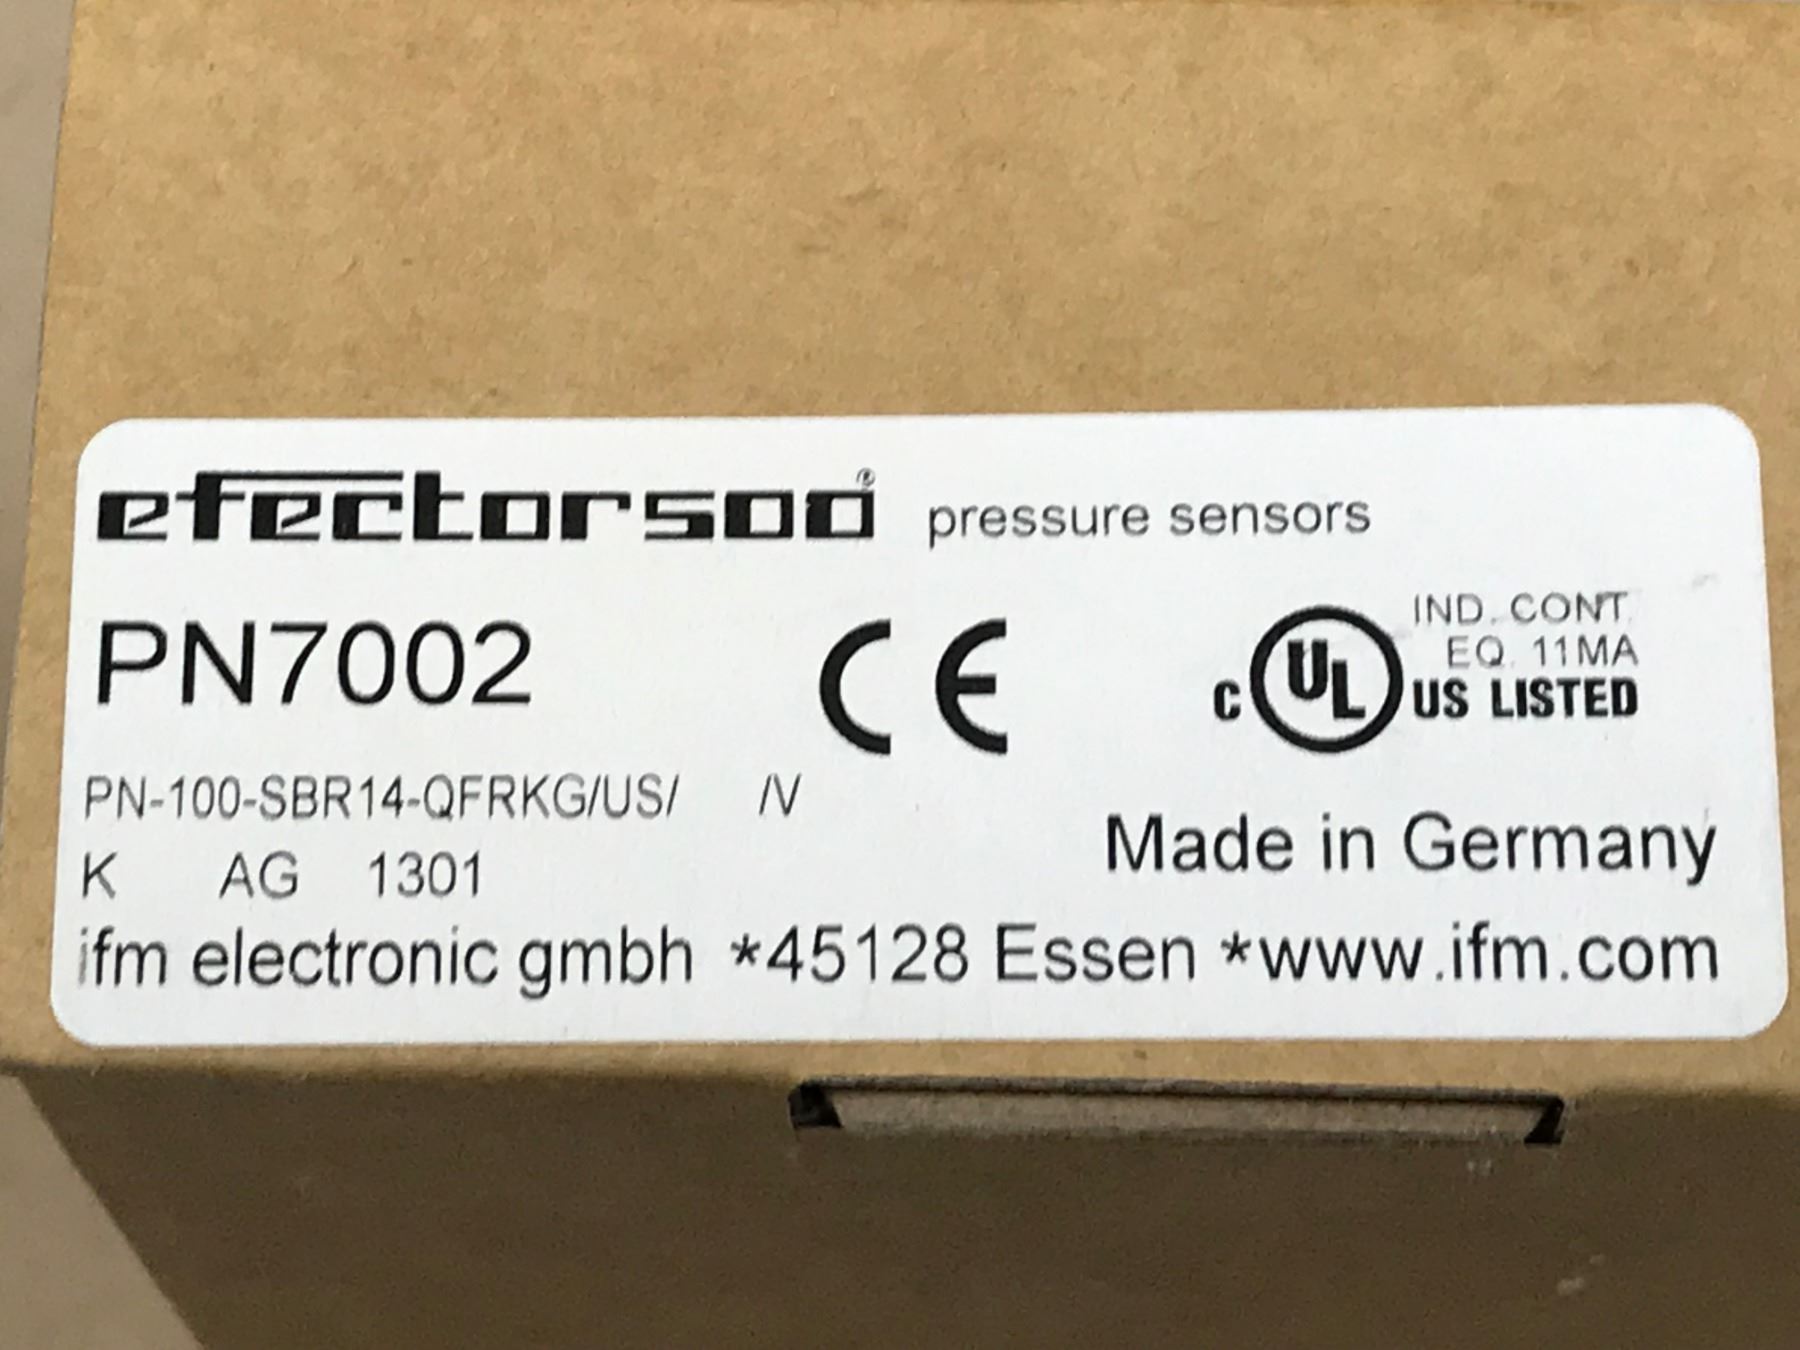 efector500® pressure sensors
PN7002
CE
IND. CONT.
EQ. 11MA
c UL US LISTED
PN-100-SBR14-QFRKG/US/ /V
K AG 1301
Made in Germany
ifm electronic gmbh *45128 Essen *www.ifm.com